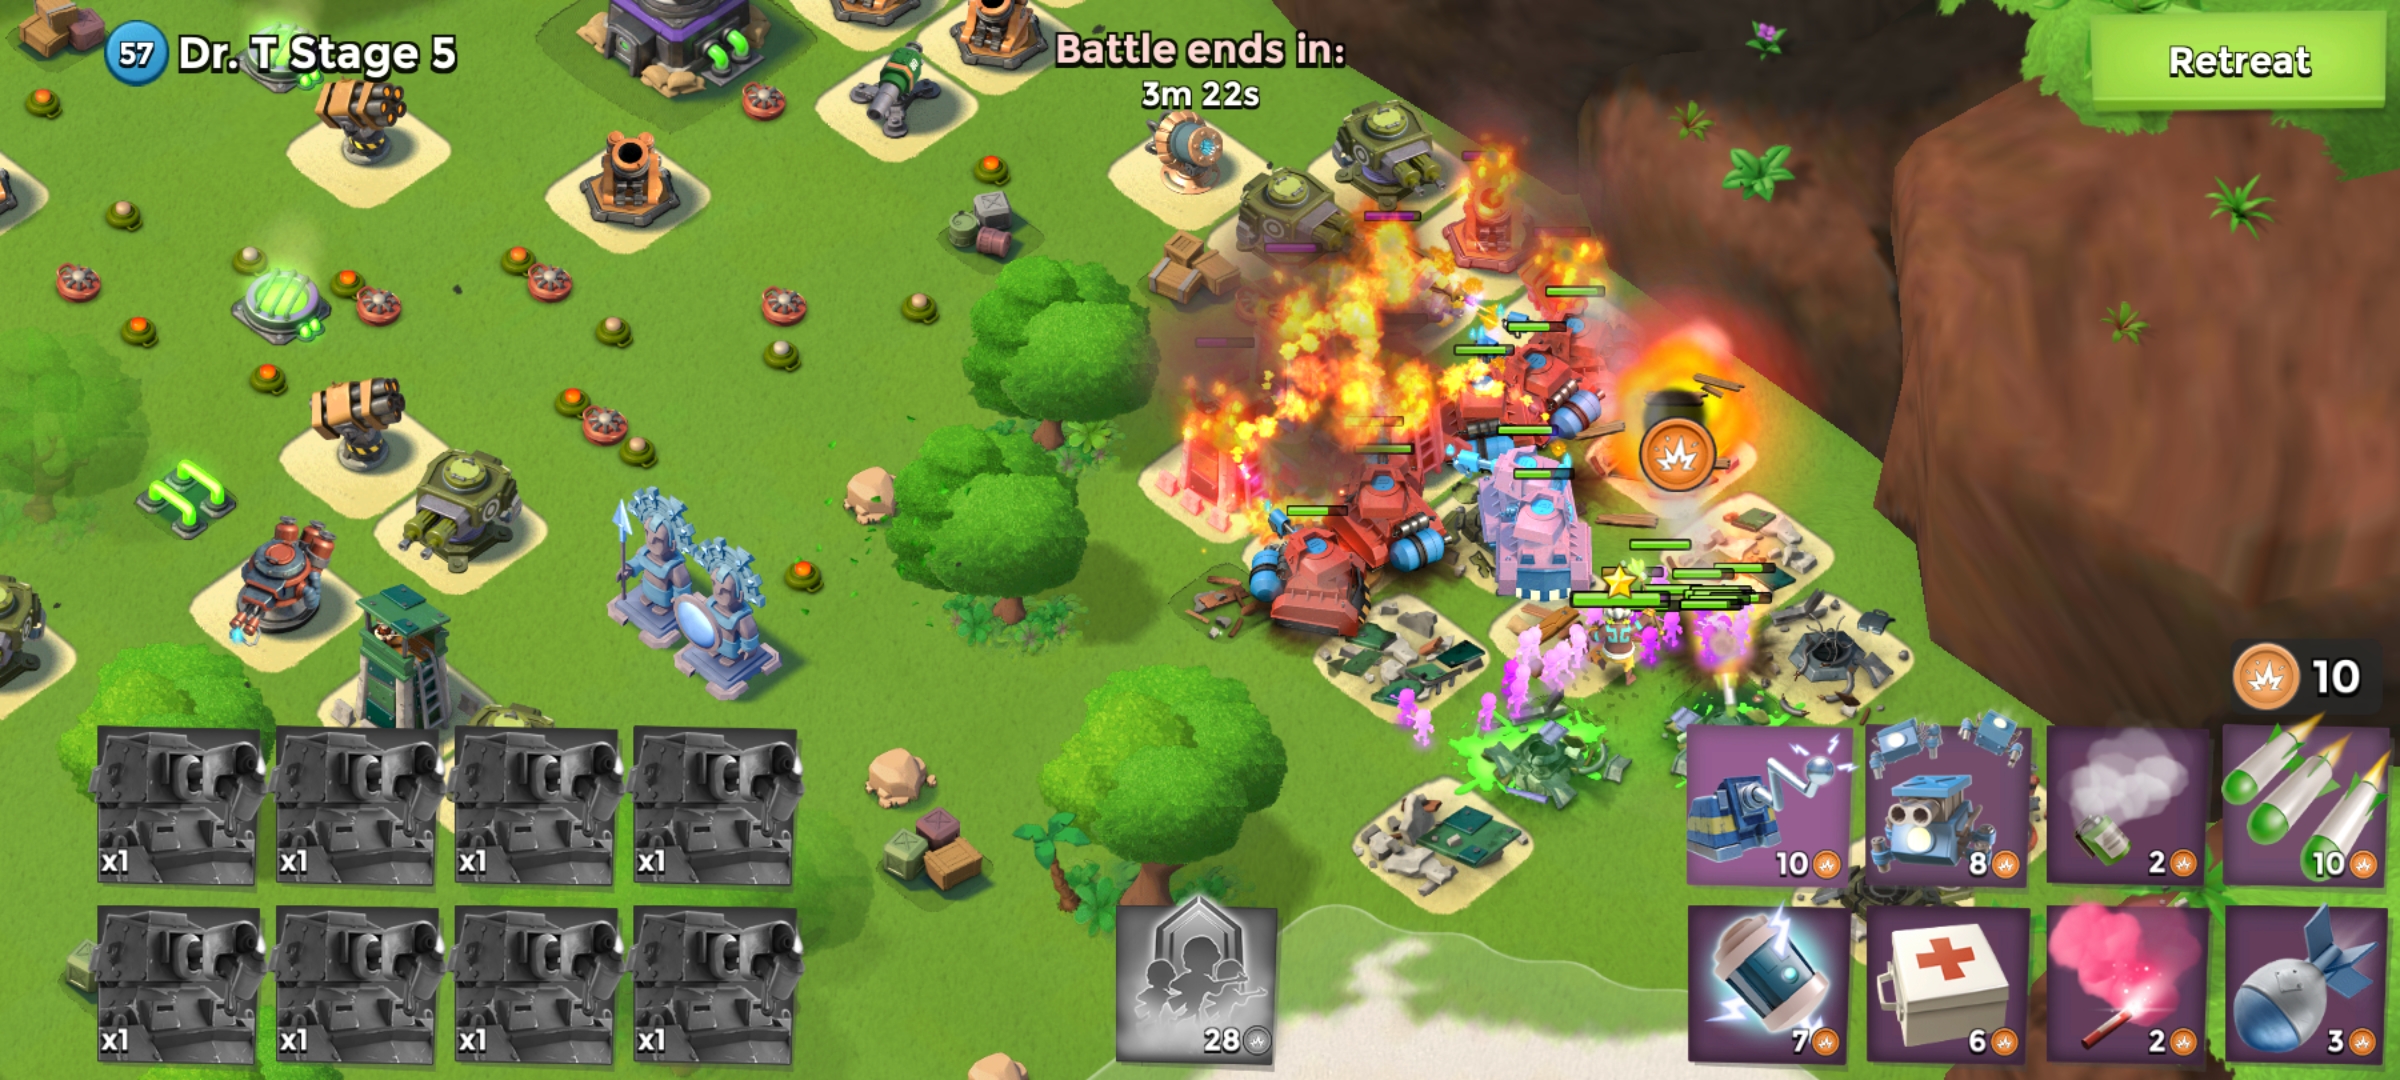 57 Dr. T Stage 5
Battle ends in:
3m 22s
Retreat
10
x1 x1 x1 x1
10 8 2 10
x1 x1 x1 x1
28
7 6 2 3